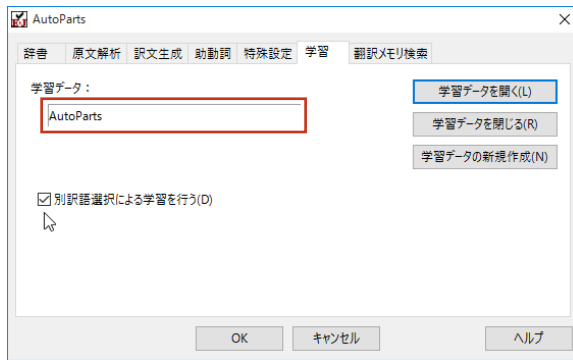 AutoParts
辞書 原文解析 訳文生成 助動詞 特殊設定 学習 翻訳メモリ検索
学習データ：
AutoParts
学習データを開く(L)
学習データを閉じる(R)
学習データの新規作成(N)
別訳語選択による学習を行う(D)
OK キャンセル ヘルプ